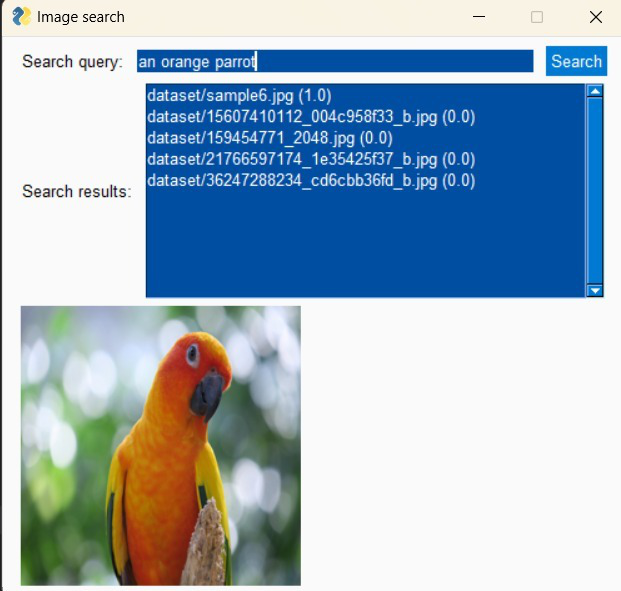 Image search
Search query: an orange parrot Search
Search results:
dataset/sample6.jpg (1.0)
dataset/15607410112_004c958f33_b.jpg (0.0)
dataset/159454771_2048.jpg (0.0)
dataset/21766597174_1e35425f37_b.jpg (0.0)
dataset/36247288234_cd6cbb36fd_b.jpg (0.0)